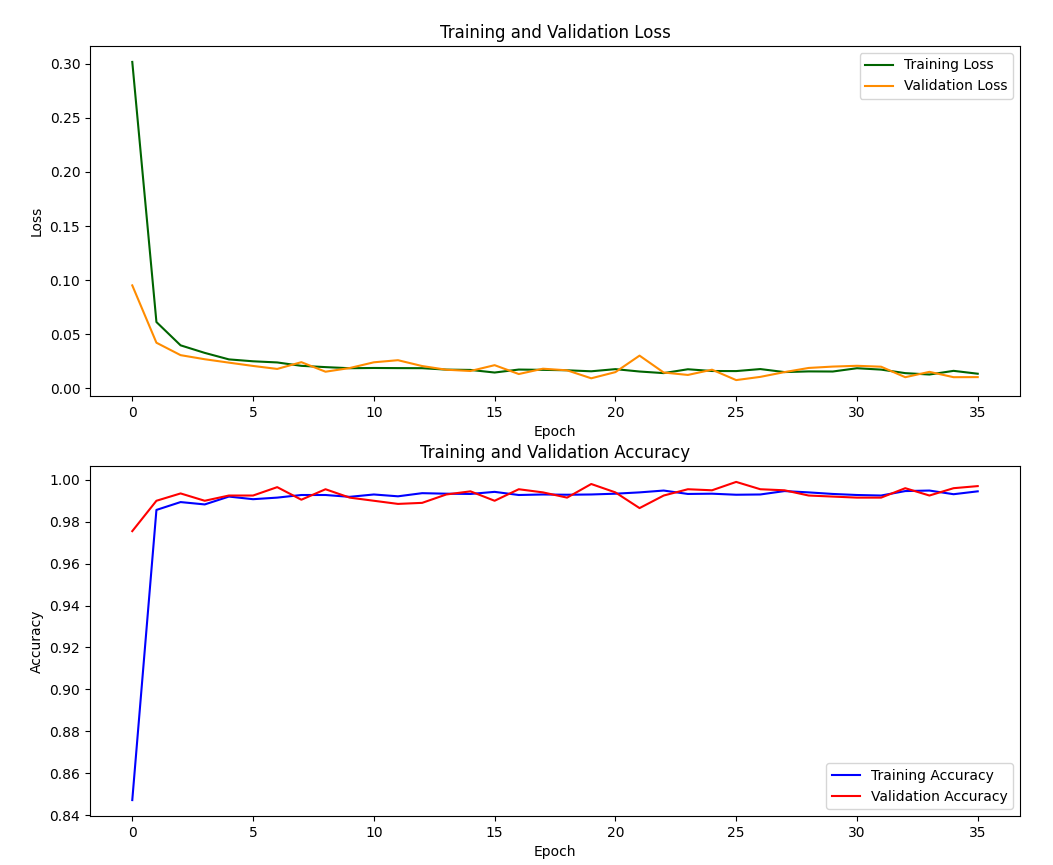 Training and Validation Loss
Training Loss
Validation Loss
0.30
0.25
0.20
0.15
0.10
0.05
0.00
Loss
0 5 10 15 20 25 30 35
Epoch
Training and Validation Accuracy
1.00
0.98
0.96
0.94
0.92
0.90
0.88
0.86
0.84
Accuracy
Training Accuracy
Validation Accuracy
0 5 10 15 20 25 30 35
Epoch